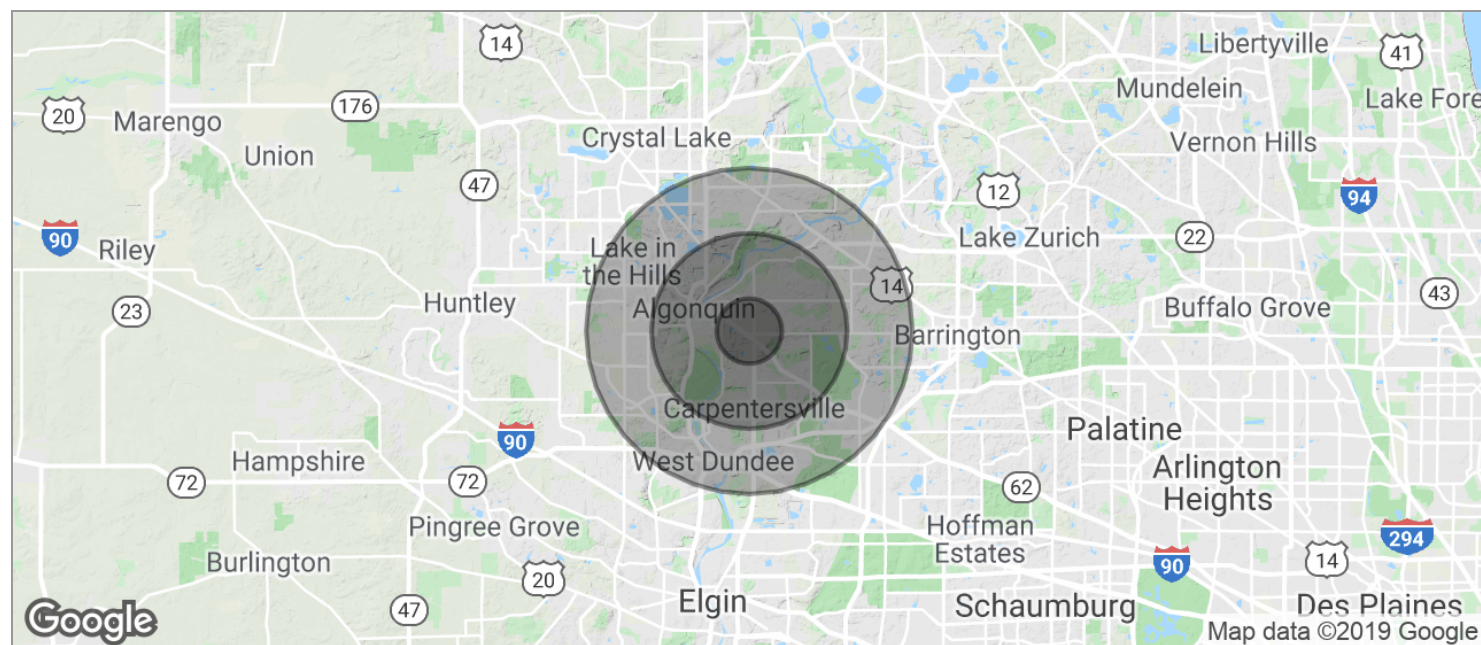 14
Libertyville
41
Mundelein
Lake Fore
20
176
Marengo
Crystal Lake
Vernon Hills
Union
47
12
94
90
Riley
Lake in
the Hills
Lake Zurich
22
14
43
23
Huntley
Algonquin
Buffalo Grove
Barrington
Carpentersville
90
Palatine
Hampshire
72
72
West Dundee
Arlington
Heights
62
Pingree Grove
Hoffman
Estates
294
Burlington
20
90
14
47
Elgin
Schaumburg
Des Plaines
Google
Map data ©2019 Google